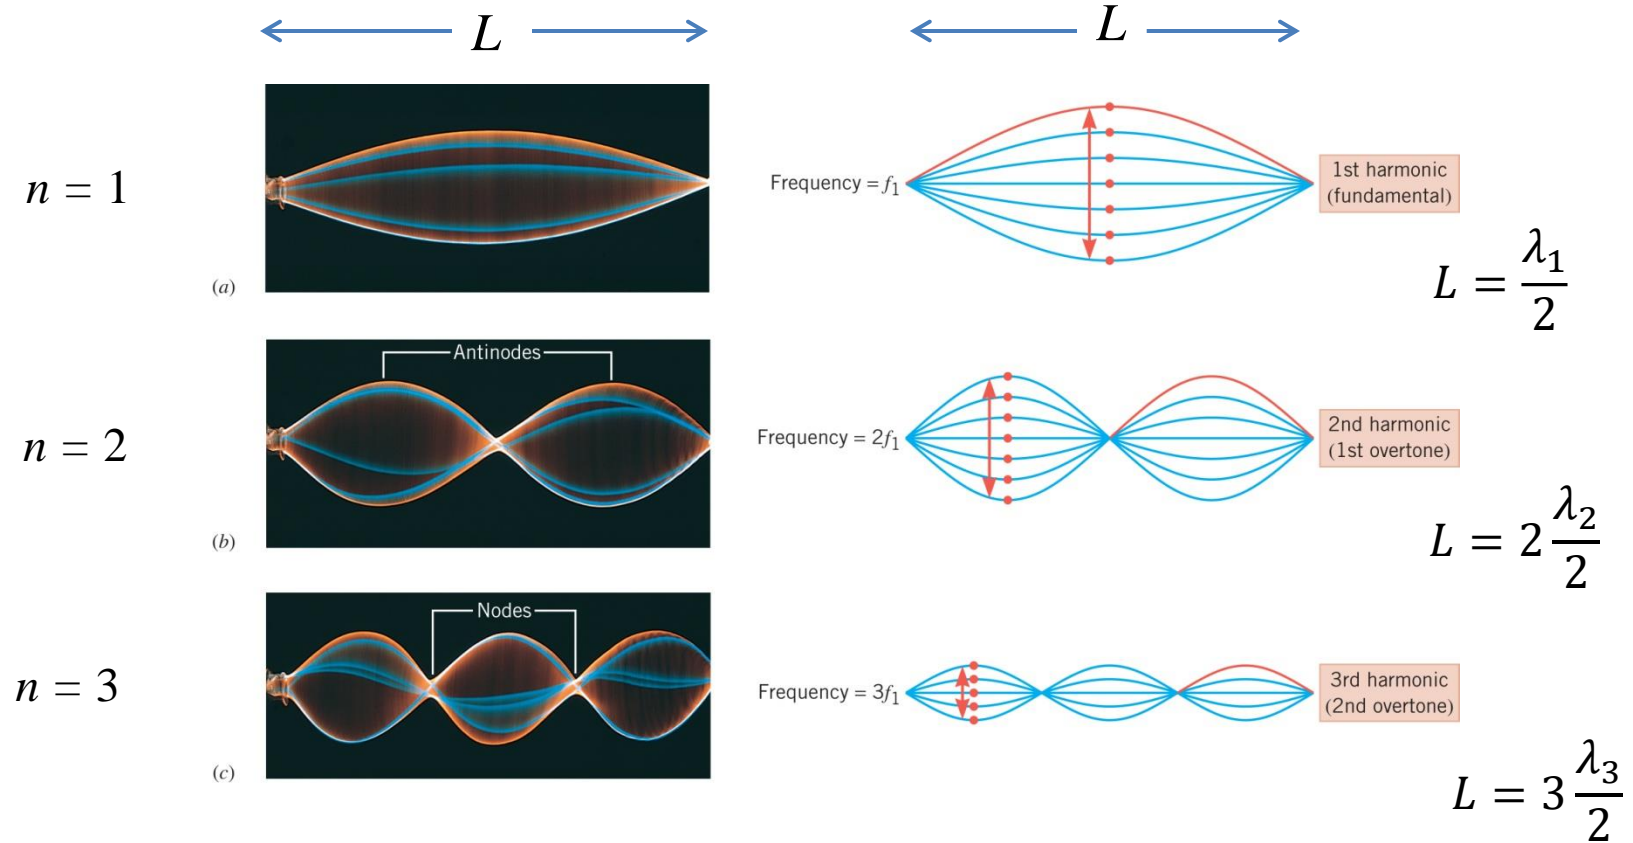 L
L
n = 1
Frequency = f₁
1st harmonic
(fundamental)
L = λ₁/2
(a)
Antinodes
n = 2
Frequency = 2f₁
2nd harmonic
(1st overtone)
L = 2 λ₂/2
(b)
Nodes
n = 3
Frequency = 3f₁
3rd harmonic
(2nd overtone)
L = 3 λ₃/2
(c)